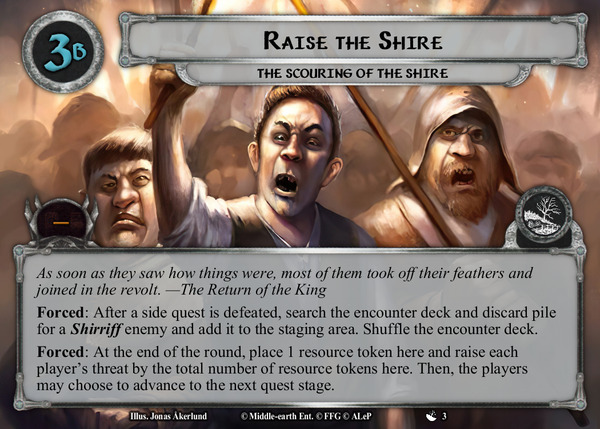 3B
RAISE THE SHIRE
THE SCOURING OF THE SHIRE
–
As soon as they saw how things were, most of them took off their feathers and
joined in the revolt. —The Return of the King
Forced: After a side quest is defeated, search the encounter deck and discard pile
for a Shirriff enemy and add it to the staging area. Shuffle the encounter deck.
Forced: At the end of the round, place 1 resource token here and raise each
player's threat by the total number of resource tokens here. Then, the players
may choose to advance to the next quest stage.
Illus. Jonas Åkerlund © Middle-earth Ent. © FFG © ALeP 3